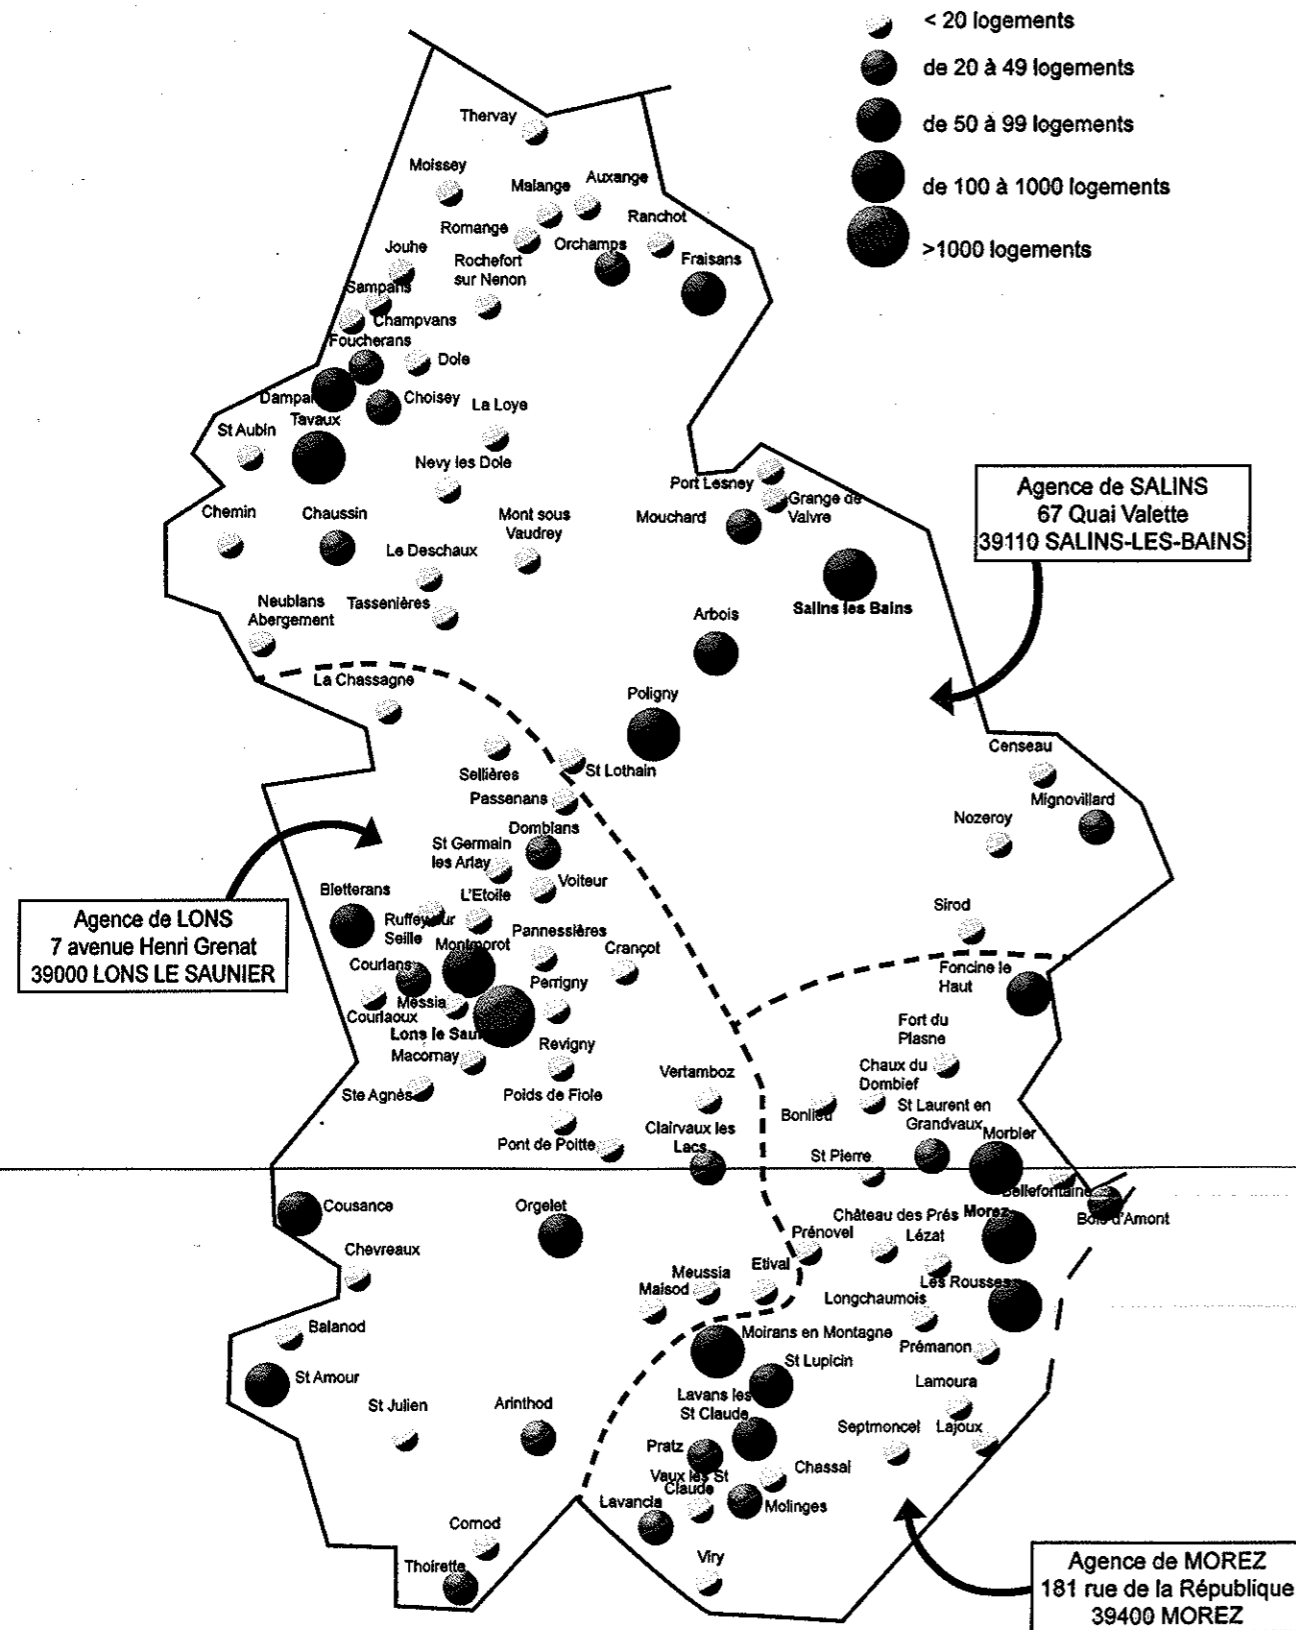 < 20 logements
de 20 à 49 logements
de 50 à 99 logements
de 100 à 1000 logements
>1000 logements
Thervay
Moissey
Malange
Auxange
Romange
Ranchot
Jouhe
Rochefort
sur Nenon
Orchamps
Fraisans
Sampans
Champvans
Foucherans
Dole
Dampar
Choisey
Tavaux
La Loye
St Aubin
Nevy les Dole
Port Lesney
Grange de
Vaivre
Mouchard
Chemin
Chaussin
Mont sous
Vaudrey
Le Deschaux
Agence de SALINS
67 Quai Valette
39110 SALINS-LES-BAINS
Neublans
Abergement
Tassenières
Salins les Bains
Arbois
La Chassagne
Poligny
Sellières
St Lothain
Censeau
Passenans
Mignovillard
Nozeroy
Domblans
St Germain
les Arlay
Voiteur
Bletterans
L'Etoile
Ruffey sur
Seille
Sirod
Agence de LONS
7 avenue Henri Grenat
39000 LONS LE SAUNIER
Montmorot
Pannessières
Crançot
Courlans
Foncine le
Haut
Messia
Perrigny
Courlaoux
Lons le Sau
Fort du
Plasne
Macornay
Revigny
Chaux du
Dombief
Ste Agnès
Poids de Fiole
Vertamboz
Bonlieu
St Laurent en
Grandvaux
Pont de Poitte
Clairvaux les
Lacs
Morbier
St Pierre
Bellefontaine
Cousance
Orgelet
Château des Prés
Morez
Bois d'Amont
Prénovel
Lézat
Chevreaux
Meussia
Etival
Les Rousses
Maisod
Longchaumois
Balanod
Moirans en Montagne
Prémanon
St Amour
St Lupicin
Lamoura
St Julien
Arinthod
Lavans les
St Claude
Septmoncel
Lajoux
Pratz
Chassal
Vaux les St
Claude
Lavancia
Molinges
Cornod
Viry
Thoirette
Agence de MOREZ
181 rue de la République
39400 MOREZ